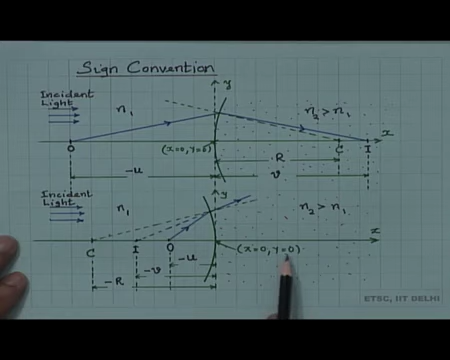 Sign Convention
y
Incident
Light
n₁
n₂ > n₁
x
O
(x=0, y=0)
C
I
R
-u
v
Incident
Light
y
n₁
n₂ > n₁
x
C
I
O
-u
(x=0, y=0)
-v
-R
ETSC, IIT DELHI